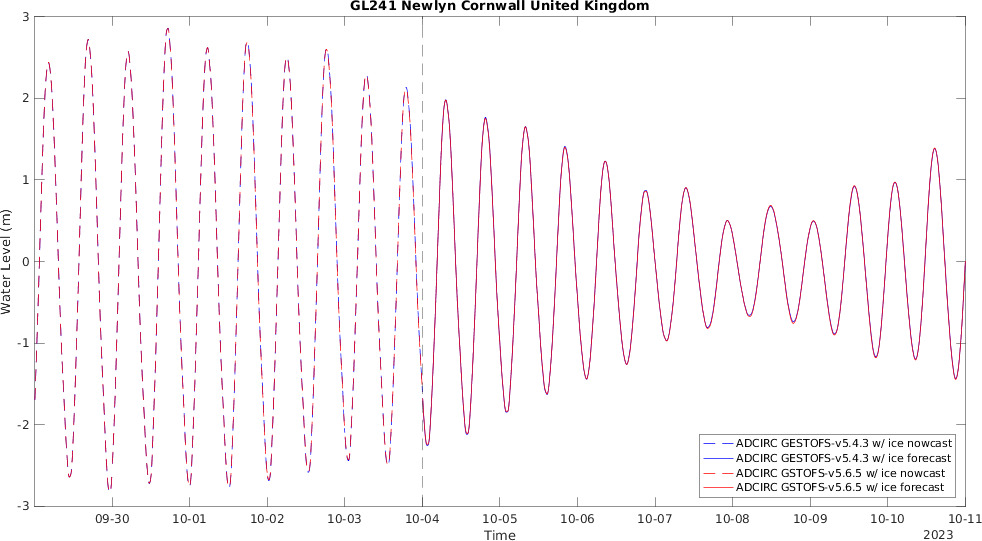 GL241 Newlyn Cornwall United Kingdom
3
2
1
0
-1
-2
-3
Water Level (m)
ADCIRC GESTOFS-v5.4.3 w/ ice nowcast
ADCIRC GESTOFS-v5.4.3 w/ ice forecast
ADCIRC GSTOFS-v5.6.5 w/ ice nowcast
ADCIRC GSTOFS-v5.6.5 w/ ice forecast
09-30 10-01 10-02 10-03 10-04 10-05 10-06 10-07 10-08 10-09 10-10 10-11
Time
2023